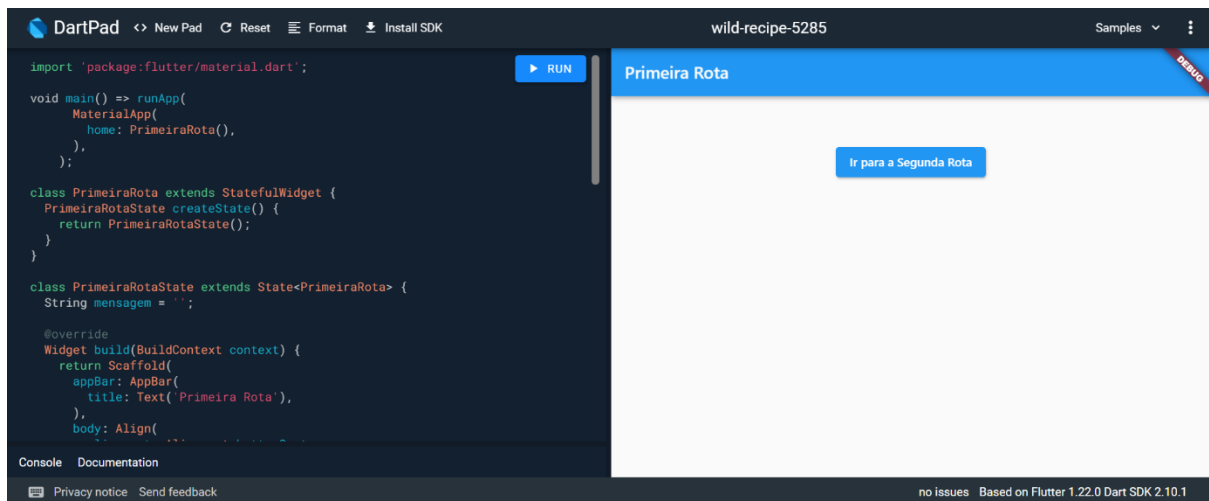 DartPad <> New Pad Reset Format Install SDK wild-recipe-5285 Samples
import 'package:flutter/material.dart';
RUN
void main() => runApp(
MaterialApp(
home: PrimeiraRota(),
),
);
class PrimeiraRota extends StatefulWidget {
PrimeiraRotaState createState() {
return PrimeiraRotaState();
}
}
class PrimeiraRotaState extends State<PrimeiraRota> {
String mensagem = '';
@override
Widget build(BuildContext context) {
return Scaffold(
appBar: AppBar(
title: Text('Primeira Rota'),
),
body: Align(
Console Documentation
Primeira Rota
DEBUG
Ir para a Segunda Rota
Privacy notice Send feedback
no issues Based on Flutter 1.22.0 Dart SDK 2.10.1